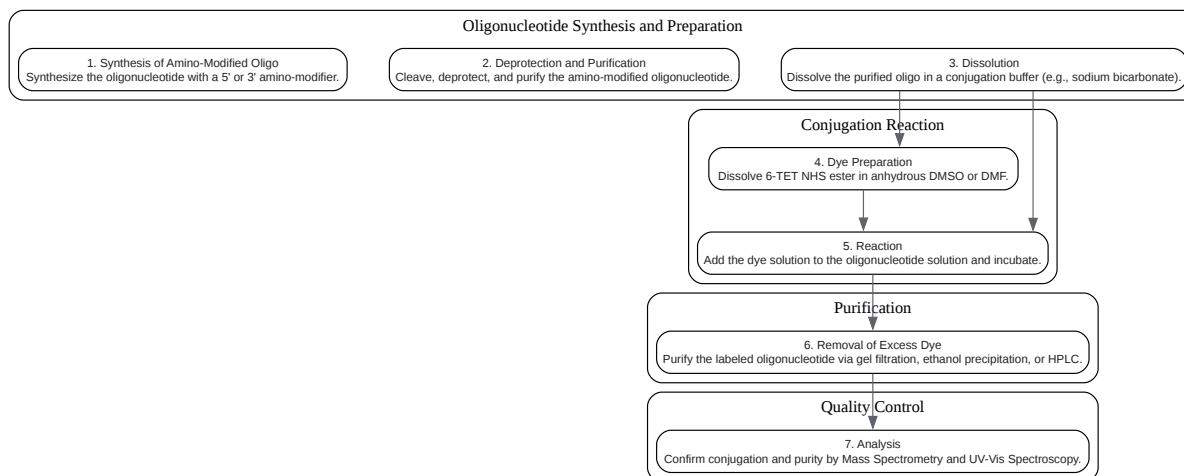 Oligonucleotide Synthesis and Preparation
1. Synthesis of Amino-Modified Oligo
Synthesize the oligonucleotide with a 5' or 3' amino-modifier.
2. Deprotection and Purification
Cleave, deprotect, and purify the amino-modified oligonucleotide.
3. Dissolution
Dissolve the purified oligo in a conjugation buffer (e.g., sodium bicarbonate).
Conjugation Reaction
4. Dye Preparation
Dissolve 6-TET NHS ester in anhydrous DMSO or DMF.
5. Reaction
Add the dye solution to the oligonucleotide solution and incubate.
Purification
6. Removal of Excess Dye
Purify the labeled oligonucleotide via gel filtration, ethanol precipitation, or HPLC.
Quality Control
7. Analysis
Confirm conjugation and purity by Mass Spectrometry and UV-Vis Spectroscopy.